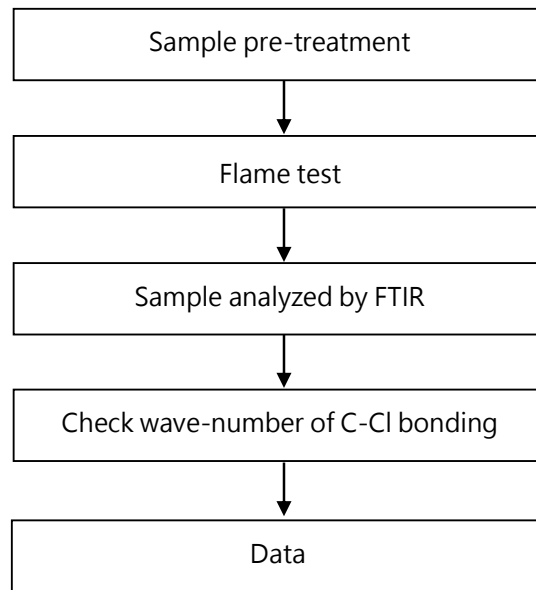 Sample pre-treatment
Flame test
Sample analyzed by FTIR
Check wave-number of C-Cl bonding
Data